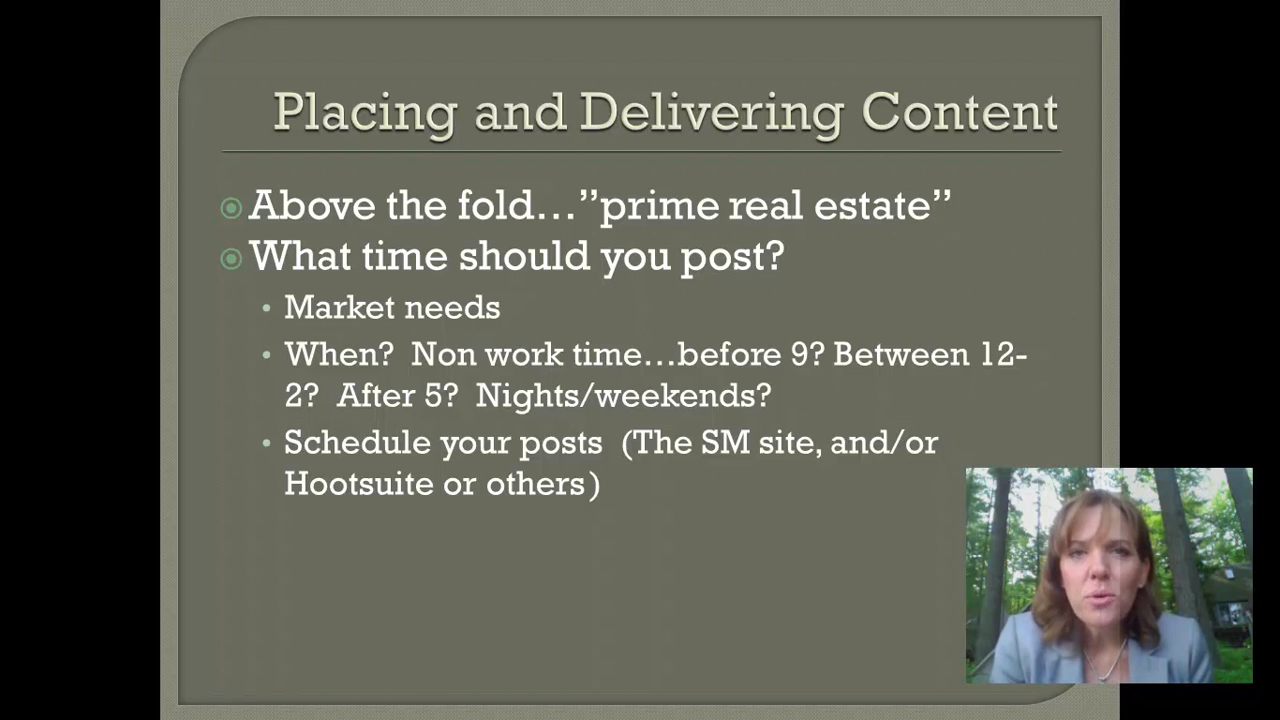 Placing and Delivering Content
Above the fold…”prime real estate”
What time should you post?
Market needs
When?  Non work time…before 9? Between 12-
2?  After 5?  Nights/weekends?
Schedule your posts  (The SM site, and/or
Hootsuite or others)